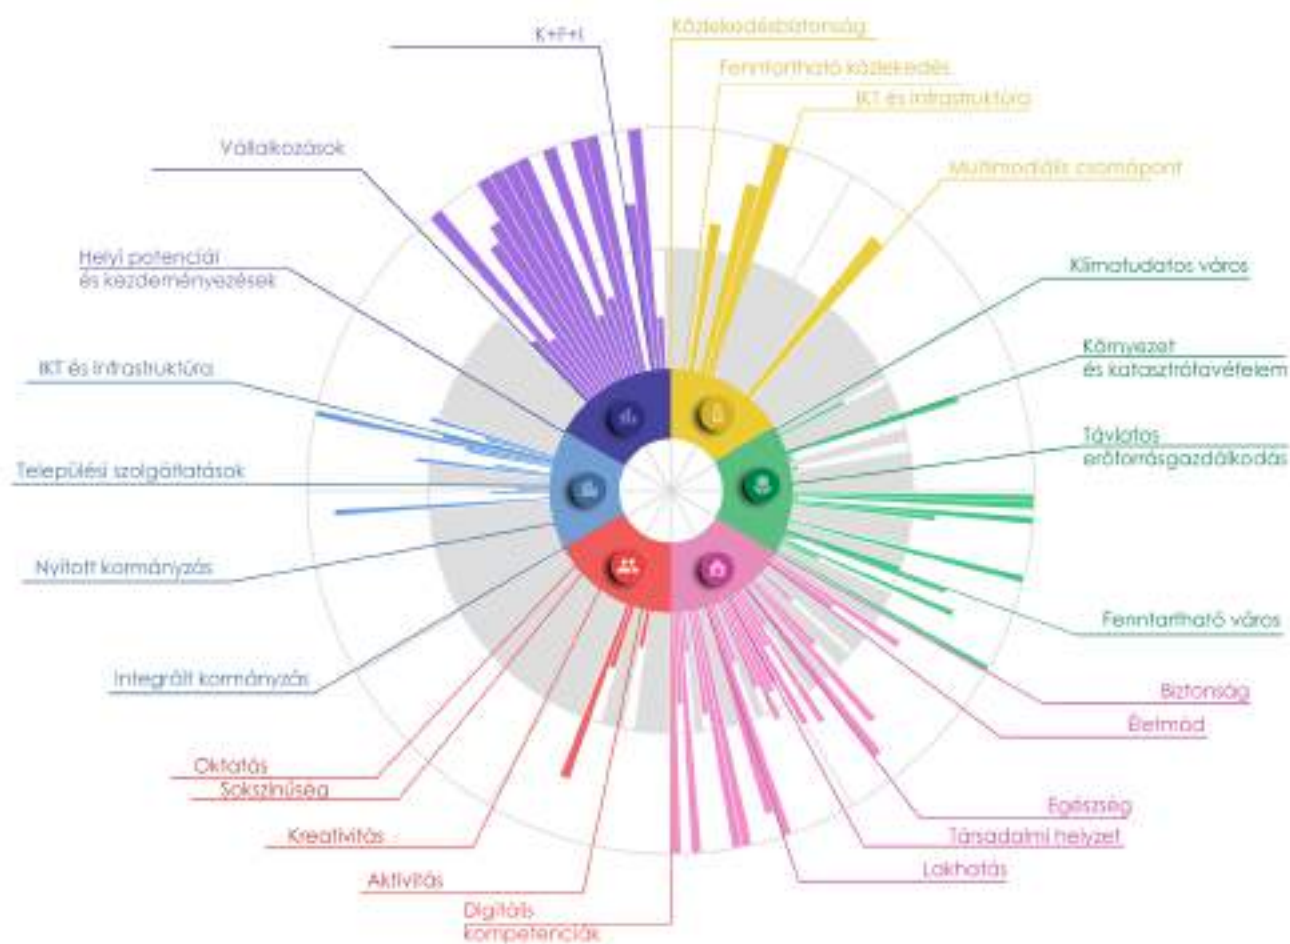 K+F+I
Vállalkozások
Helyi potenciál
és kezdeményezések
IKT és infrastruktúra
Települési szolgáltatások
Nyitott kormányzás
Integrált kormányzás
Oktatás
Sokszínűség
Kreativitás
Aktivitás
Digitális
kompetenciák
Közlekedésbiztonság
Fenntartható közlekedés
IKT és infrastruktúra
Multimodális csomópont
Klímatudatos város
Környezet
és katasztrófavéfelem
Távlatos
erőforrásgazdálkodás
Fenntartható város
Biztonság
Életmód
Egészség
Társadalmi helyzet
Lakhatás